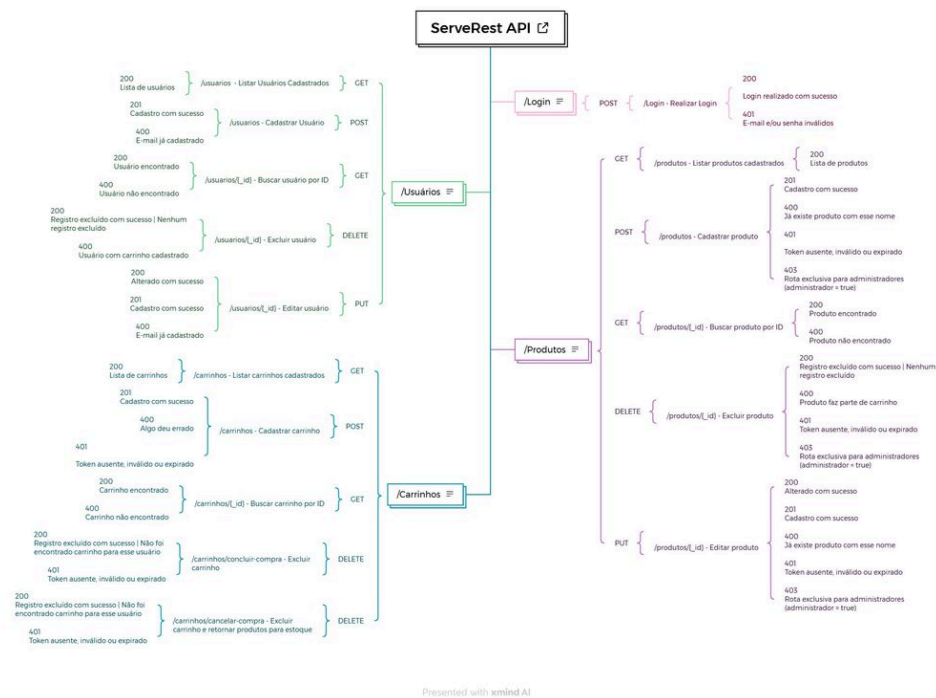 ServeRest API
/Login
POST
/Login - Realizar Login
200
Login realizado com sucesso
401
E-mail e/ou senha inválidos
/Usuários
GET
/usuarios - Listar Usuários Cadastrados
200
Lista de usuários
POST
/usuarios - Cadastrar Usuário
201
Cadastro com sucesso
400
E-mail já cadastrado
GET
/usuarios/{_id} - Buscar usuário por ID
200
Usuário encontrado
400
Usuário não encontrado
DELETE
/usuarios/{_id} - Excluir usuário
200
Registro excluído com sucesso | Nenhum
registro excluído
400
Usuário com carrinho cadastrado
PUT
/usuarios/{_id} - Editar usuário
200
Alterado com sucesso
201
Cadastro com sucesso
400
E-mail já cadastrado
/Produtos
GET
/produtos - Listar produtos cadastrados
200
Lista de produtos
POST
/produtos - Cadastrar produto
201
Cadastro com sucesso
400
Já existe produto com esse nome
401
Token ausente, inválido ou expirado
403
Rota exclusiva para administradores
(administrador = true)
GET
/produtos/{_id} - Buscar produto por ID
200
Produto encontrado
400
Produto não encontrado
DELETE
/produtos/{_id} - Excluir produto
200
Registro excluído com sucesso | Nenhum
registro excluído
400
Produto faz parte de carrinho
401
Token ausente, inválido ou expirado
403
Rota exclusiva para administradores
(administrador = true)
PUT
/produtos/{_id} - Editar produto
200
Alterado com sucesso
201
Cadastro com sucesso
400
Já existe produto com esse nome
401
Token ausente, inválido ou expirado
403
Rota exclusiva para administradores
(administrador = true)
/Carrinhos
GET
/carrinhos - Listar carrinhos cadastrados
200
Lista de carrinhos
POST
/carrinhos - Cadastrar carrinho
201
Cadastro com sucesso
400
Algo deu errado
401
Token ausente, inválido ou expirado
GET
/carrinhos/{_id} - Buscar carrinho por ID
200
Carrinho encontrado
400
Carrinho não encontrado
DELETE
/carrinhos/concluir-compra - Excluir
carrinho
200
Registro excluído com sucesso | Não foi
encontrado carrinho para esse usuário
401
Token ausente, inválido ou expirado
DELETE
/carrinhos/cancelar-compra - Excluir
carrinho e retornar produtos para estoque
200
Registro excluído com sucesso | Não foi
encontrado carrinho para esse usuário
401
Token ausente, inválido ou expirado
Presented with xmind AI